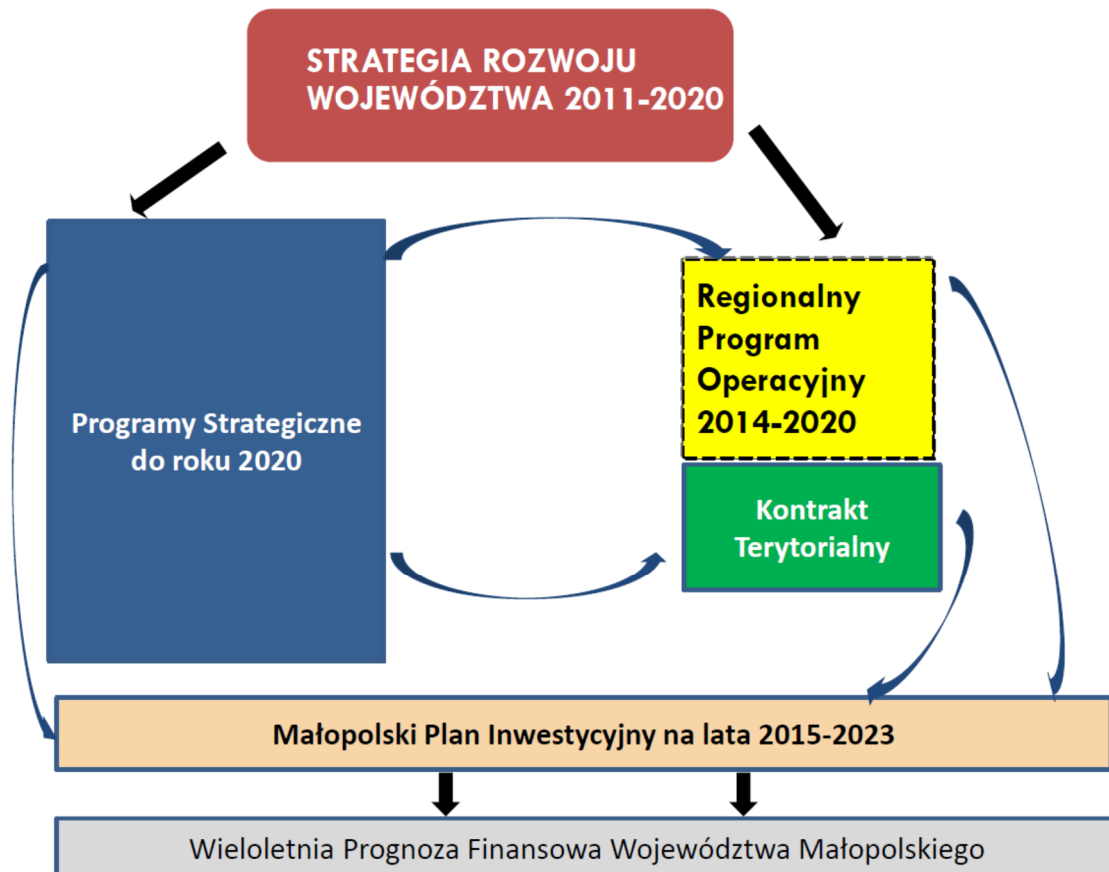 STRATEGIA ROZWOJU
WOJEWÓDZTWA 2011-2020
Programy Strategiczne
do roku 2020
Regionalny
Program
Operacyjny
2014-2020
Kontrakt
Terytorialny
Małopolski Plan Inwestycyjny na lata 2015-2023
Wieloletnia Prognoza Finansowa Województwa Małopolskiego